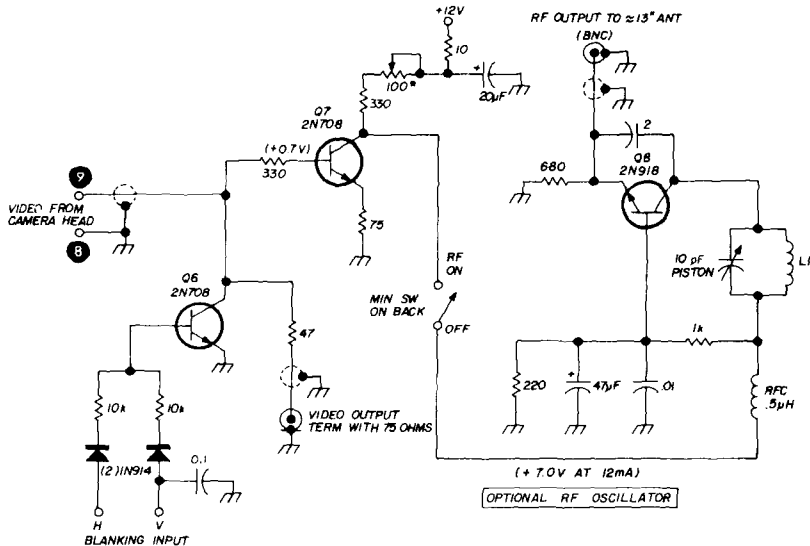 +12V
10
100*
20µF
+
330
Q7
2N708
(+0.7V)
330
75
9
VIDEO FROM
CAMERA HEAD
8
Q6
2N708
47
10k
10k
(2)1N914
0.1
H
V
BLANKING INPUT
VIDEO OUTPUT
TERM WITH 75 OHMS
RF
ON
MIN SW
ON BACK
OFF
RF OUTPUT TO ≈13" ANT
(BNC)
2
Q8
2N918
680
10 pF
PISTON
L1
1k
220
+
47µF
.01
RFC
.5µH
(+7.0V AT 12mA)
OPTIONAL RF OSCILLATOR